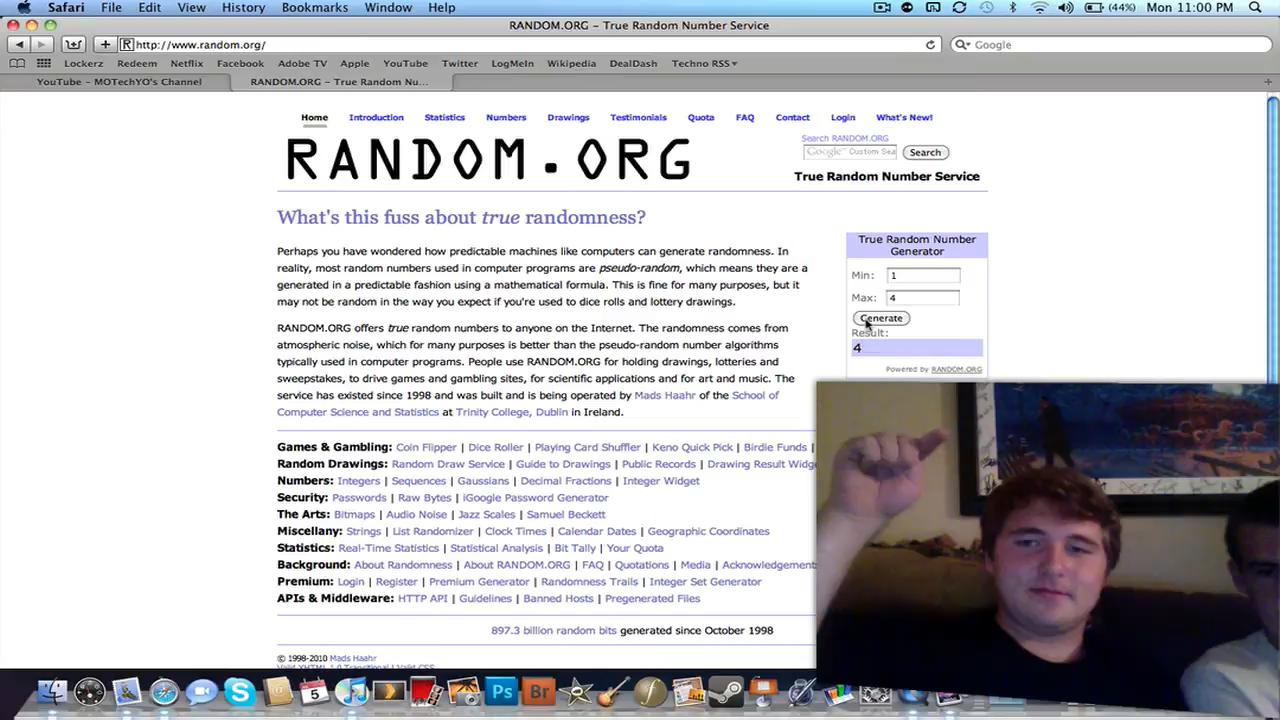 Safari File Edit View History Bookmarks Window Help (44%) Mon 11:00 PM
RANDOM.ORG – True Random Number Service
http://www.random.org/ Google
Lockerz Redeem Netflix Facebook Adobe TV Apple YouTube Twitter LogMeIn Wikipedia DealDash Techno RSS
YouTube – MOTechYO's Channel RANDOM.ORG – True Random Nu...
Home Introduction Statistics Numbers Drawings Testimonials Quota FAQ Contact Login What's New!
Search RANDOM.ORG
RANDOM.ORG
Google™ Custom Sea Search
True Random Number Service
What's this fuss about true randomness?
Perhaps you have wondered how predictable machines like computers can generate randomness. In
reality, most random numbers used in computer programs are pseudo-random, which means they are a
generated in a predictable fashion using a mathematical formula. This is fine for many purposes, but it
may not be random in the way you expect if you're used to dice rolls and lottery drawings.
RANDOM.ORG offers true random numbers to anyone on the Internet. The randomness comes from
atmospheric noise, which for many purposes is better than the pseudo-random number algorithms
typically used in computer programs. People use RANDOM.ORG for holding drawings, lotteries and
sweepstakes, to drive games and gambling sites, for scientific applications and for art and music. The
service has existed since 1998 and was built and is being operated by Mads Haahr of the School of
Computer Science and Statistics at Trinity College, Dublin in Ireland.
True Random Number
Generator
Min: 1
Max: 4
Generate
Result:
4
Powered by RANDOM.ORG
Games & Gambling: Coin Flipper | Dice Roller | Playing Card Shuffler | Keno Quick Pick | Birdie Funds |
Random Drawings: Random Draw Service | Guide to Drawings | Public Records | Drawing Result Widg
Numbers: Integers | Sequences | Gaussians | Decimal Fractions | Integer Widget
Security: Passwords | Raw Bytes | iGoogle Password Generator
The Arts: Bitmaps | Audio Noise | Jazz Scales | Samuel Beckett
Miscellany: Strings | List Randomizer | Clock Times | Calendar Dates | Geographic Coordinates
Statistics: Real-Time Statistics | Statistical Analysis | Bit Tally | Your Quota
Background: About Randomness | About RANDOM.ORG | FAQ | Quotations | Media | Acknowledgement
Premium: Login | Register | Premium Generator | Randomness Trails | Integer Set Generator
APIs & Middleware: HTTP API | Guidelines | Banned Hosts | Pregenerated Files
897.3 billion random bits generated since October 1998
© 1998-2010 Mads Haahr
Valid XHTML 1.0 Transitional | Valid CSS
5
Ps Br